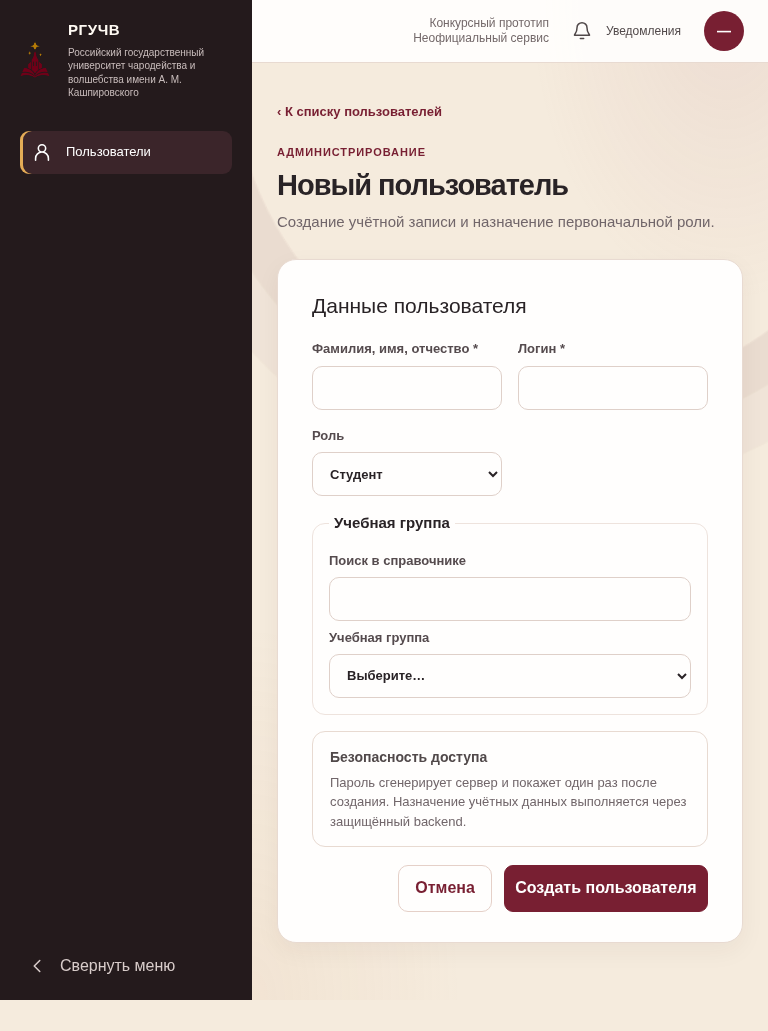 РГУЧВ
Российский государственный
университет чародейства и
волшебства имени А. М.
Кашпировского
Пользователи
Свернуть меню
Конкурсный прототип
Неофициальный сервис
Уведомления
—
‹ К списку пользователей
АДМИНИСТРИРОВАНИЕ
Новый пользователь
Создание учётной записи и назначение первоначальной роли.
Данные пользователя
Фамилия, имя, отчество *
Логин *
Роль
Студент
Учебная группа
Поиск в справочнике
Учебная группа
Выберите…
Безопасность доступа
Пароль сгенерирует сервер и покажет один раз после
создания. Назначение учётных данных выполняется через
защищённый backend.
Отмена
Создать пользователя